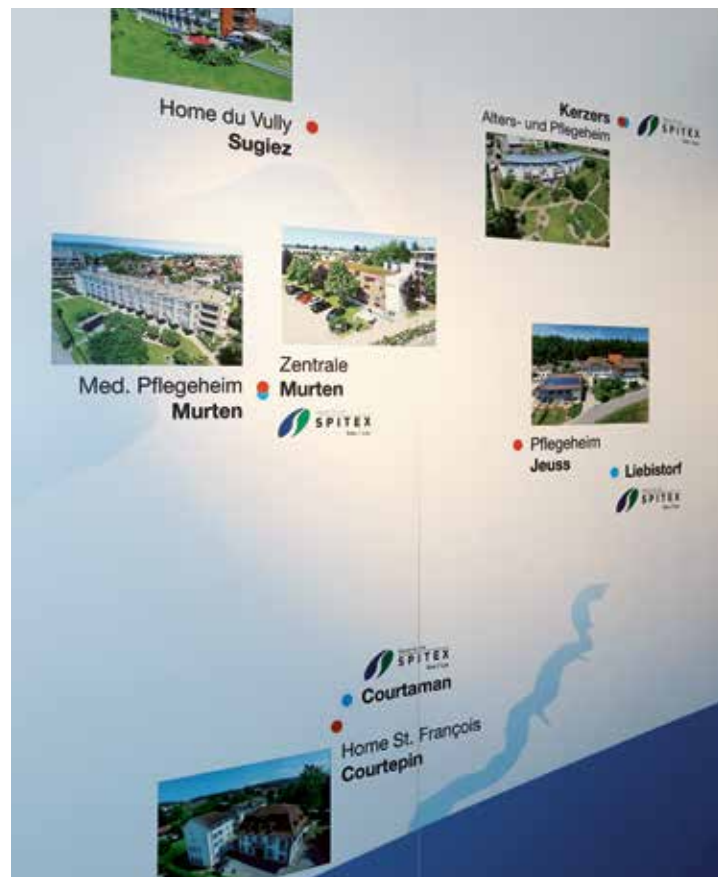 Home du Vully
Sugiez
Kerzers
Alters- und Pflegeheim
SPITEX
Med. Pflegeheim
Murten
Zentrale
Murten
SPITEX
Pflegeheim
Jeuss
Liebistorf
SPITEX
SPITEX
Courtaman
Home St. François
Courtepin